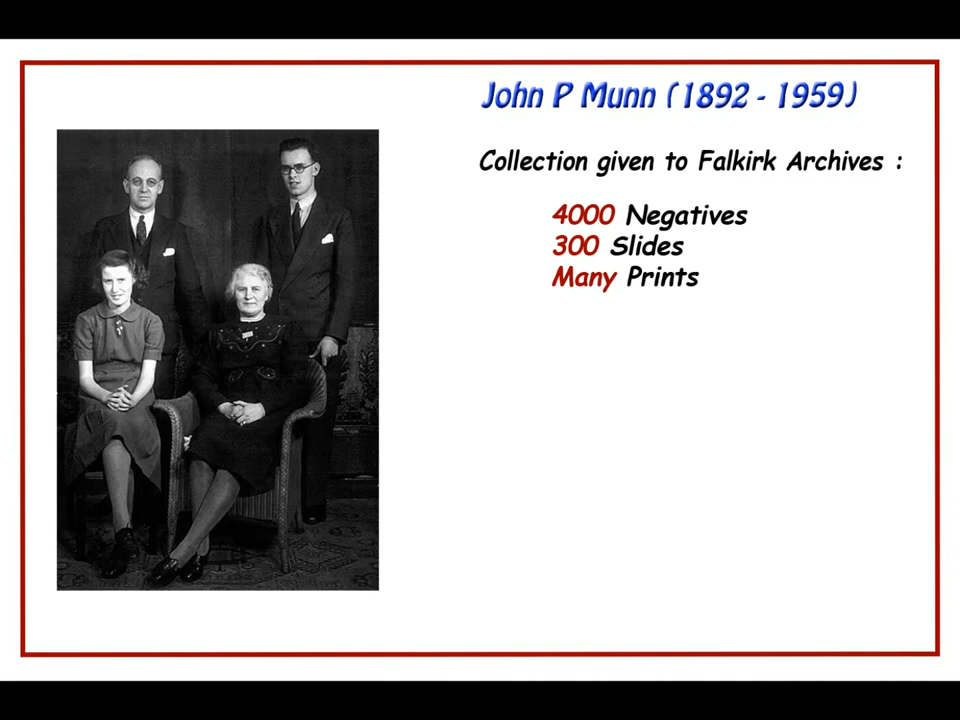 John P Munn (1892 - 1959)
Collection given to Falkirk Archives :
4000 Negatives
300 Slides
Many Prints